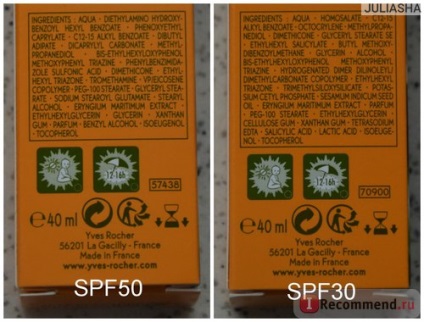 JULIASHA
INGREDIENTS : AQUA - DIETHYLAMINO HYDROXY-
BENZOYL HEXYL BENZOATE - PHENOXYETHYL
CAPRYLATE - C12-15 ALKYL BENZOATE - DIBUTYL
ADIPATE - DICAPRYLYL CARBONATE - METHYL-
PROPANEDIOL - BIS-ETHYLHEXYLOXYPHENOL
METHOXYPHENYL TRIAZINE - PHENYLBENZIMIDA-
ZOLE SULFONIC ACID - DIMETHICONE - ETHYL-
HEXYL TRIAZONE - TROMETHAMINE - VP/EICOSENE
COPOLYMER - PEG-100 STEARATE - GLYCERYL STEA-
RATE - SODIUM STEAROYL GLUTAMATE - STEARYL
ALCOHOL - ERYNGIUM MARITIMUM EXTRACT -
ETHYLHEXYLGLYCERIN - GLYCERIN - XANTHAN
GUM - PARFUM - BENZYL ALCOHOL - ISOEUGENOL
- TOCOPHEROL
12-16h
57438
e 40 ml
Yves Rocher
56201 La Gacilly - France
Made in France
www.yves-rocher.com
SPF50
INGREDIENTS : AQUA - HOMOSALATE - C12-15
ALKYL BENZOATE - OCTOCRYLENE - METHYLPROPA-
NEDIOL - DIMETHICONE - GLYCERYL STEARATE SE
- ETHYLHEXYL SALICYLATE - BUTYL METHOXY-
DIBENZOYLMETHANE - GLYCERIN - ALCOHOL -
BIS-ETHYLHEXYLOXYPHENOL METHOXYPHENYL
TRIAZINE - HYDROGENATED DIMER DILINOLEYL/
DIMETHYLCARBONATE COPOLYMER - ETHYLHEXYL
TRIAZONE - TRIMETHYLSILOXYSILICATE - POTAS-
SIUM CETYL PHOSPHATE - SESAMUM INDICUM SEED
OIL - ERYNGIUM MARITIMUM EXTRACT - PARFUM -
PEG-100 STEARATE - ETHYLHEXYLGLYCERIN -
CELLULOSE GUM - XANTHAN GUM - TETRASODIUM
EDTA - SALICYLIC ACID - LACTIC ACID - ISOEUGE-
NOL - TOCOPHEROL
12-16h
70900
e 40 ml
Yves Rocher
56201 La Gacilly - France
Made in France
www.yves-rocher.com
SPF30
iRecommend.ru